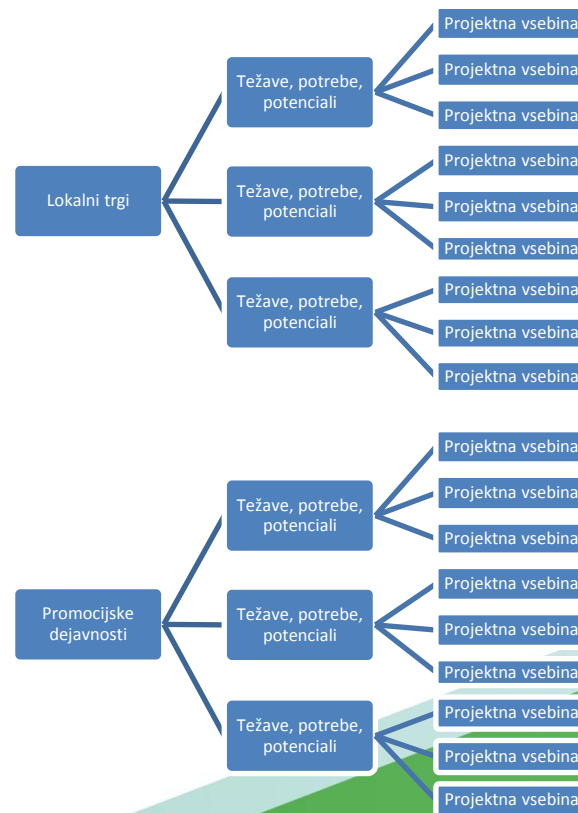 Lokalni trgi
Težave, potrebe,
potenciali
Projektna vsebina
Projektna vsebina
Projektna vsebina
Težave, potrebe,
potenciali
Projektna vsebina
Projektna vsebina
Projektna vsebina
Težave, potrebe,
potenciali
Projektna vsebina
Projektna vsebina
Projektna vsebina
Promocijske
dejavnosti
Težave, potrebe,
potenciali
Projektna vsebina
Projektna vsebina
Projektna vsebina
Težave, potrebe,
potenciali
Projektna vsebina
Projektna vsebina
Projektna vsebina
Težave, potrebe,
potenciali
Projektna vsebina
Projektna vsebina
Projektna vsebina